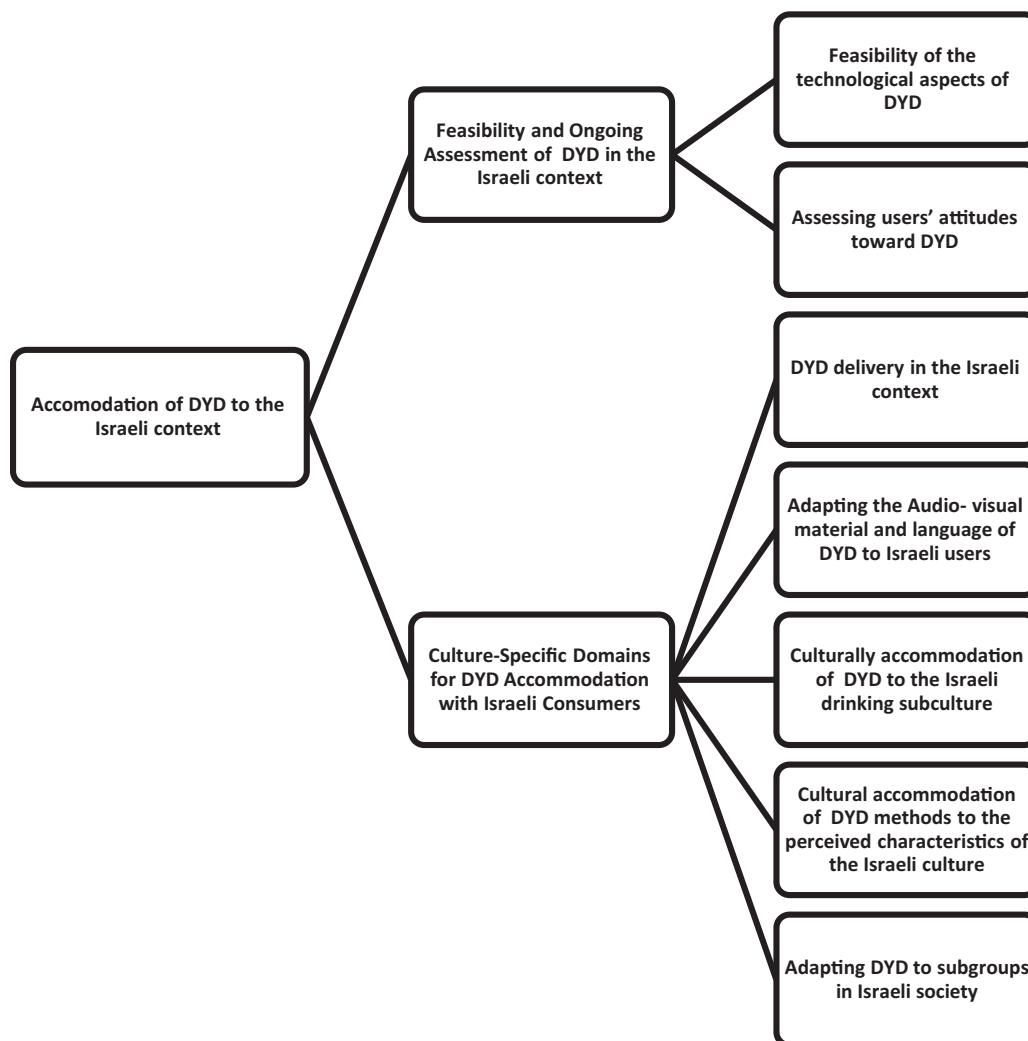 Feasibility of the
technological aspects of
DYD
Feasibility and Ongoing
Assessment of DYD in the
Israeli context
Assessing users' attitudes
toward DYD
DYD delivery in the Israeli
context
Accomodation of DYD to the
Israeli context
Adapting the Audio- visual
material and language of
DYD to Israeli users
Culture-Specific Domains
for DYD Accommodation
with Israeli Consumers
Culturally accommodation
of DYD to the Israeli
drinking subculture
Cultural accommodation
of DYD methods to the
perceived characteristics of
the Israeli culture
Adapting DYD to subgroups
in Israeli society